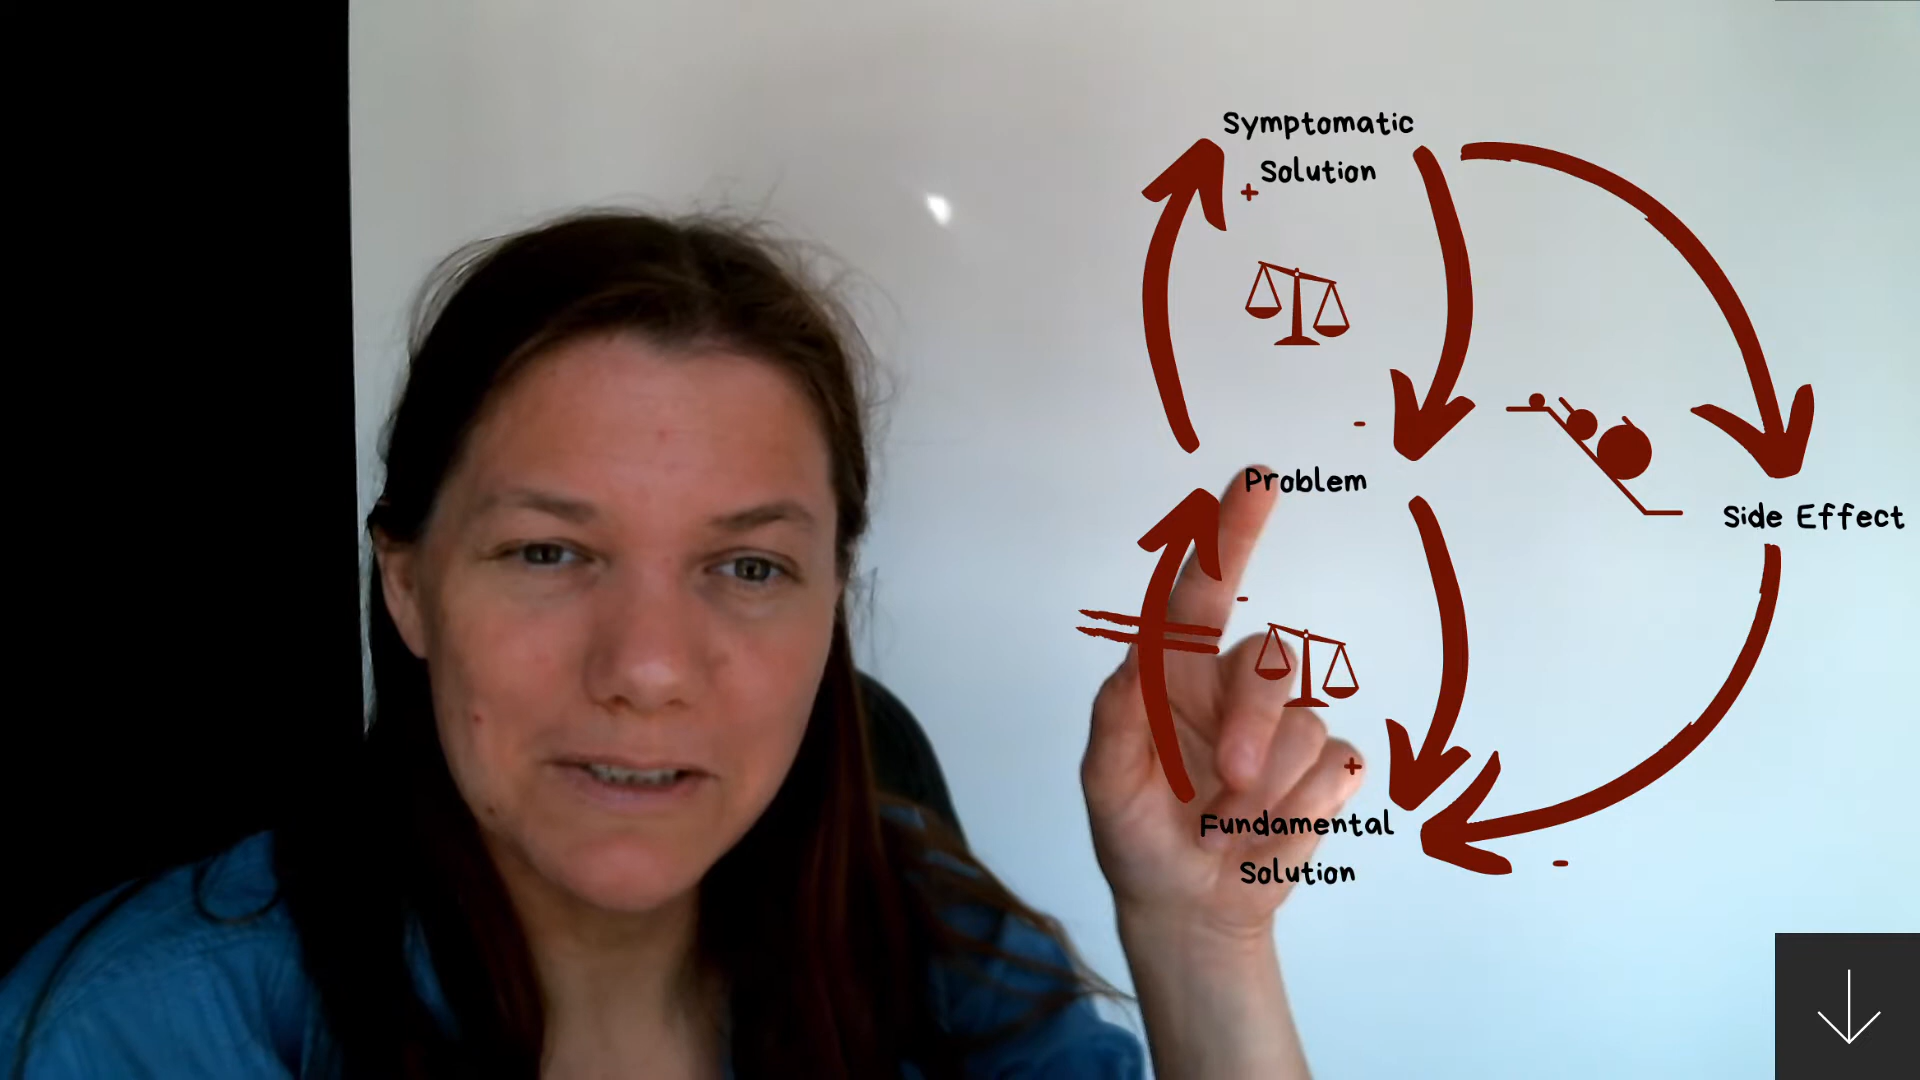 Symptomatic
Solution
+
-
Problem
Side Effect
-
+
Fundamental
Solution
-